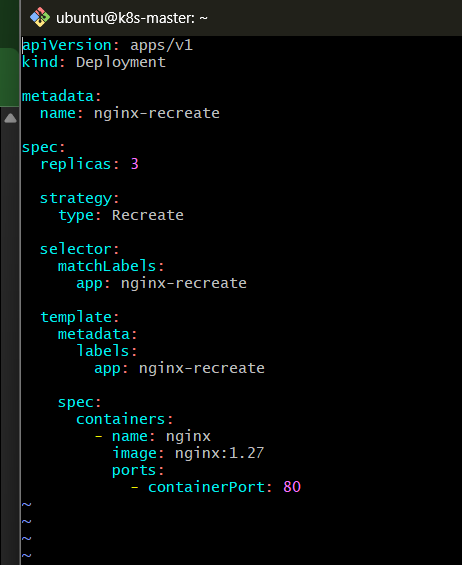 ubuntu@k8s-master: ~
apiVersion: apps/v1
kind: Deployment
metadata:
  name: nginx-recreate
spec:
  replicas: 3
  strategy:
    type: Recreate
  selector:
    matchLabels:
      app: nginx-recreate
  template:
    metadata:
      labels:
        app: nginx-recreate
    spec:
      containers:
        - name: nginx
          image: nginx:1.27
          ports:
            - containerPort: 80
~
~
~
~